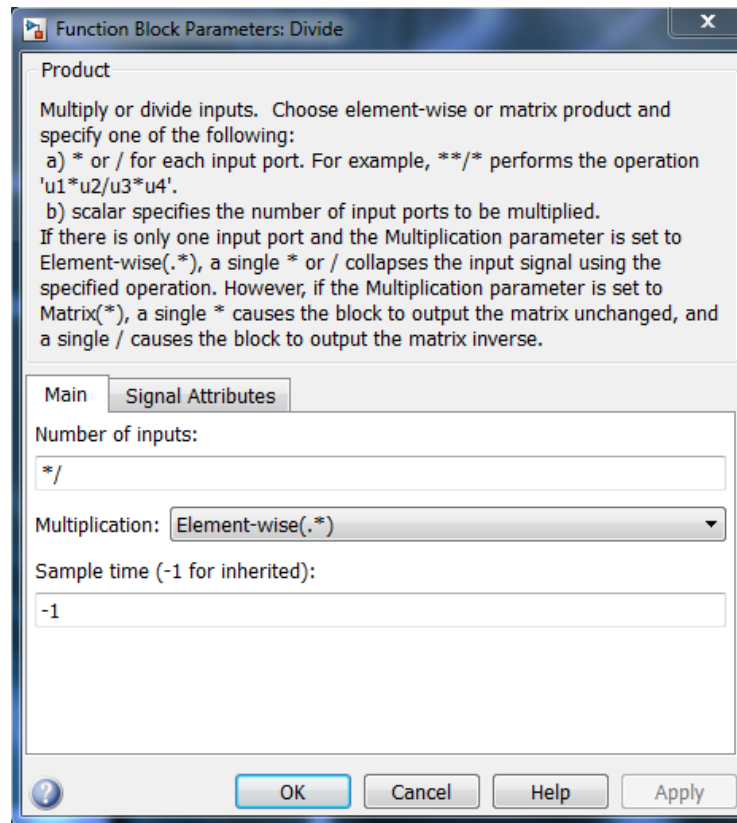 Function Block Parameters: Divide
x
Product
Multiply or divide inputs.  Choose element-wise or matrix product and
specify one of the following:
a) * or / for each input port. For example, **/* performs the operation
'u1*u2/u3*u4'.
b) scalar specifies the number of input ports to be multiplied.
If there is only one input port and the Multiplication parameter is set to
Element-wise(.*), a single * or / collapses the input signal using the
specified operation. However, if the Multiplication parameter is set to
Matrix(*), a single * causes the block to output the matrix unchanged, and
a single / causes the block to output the matrix inverse.
Main Signal Attributes
Number of inputs:
*/
Multiplication: Element-wise(.*)
Sample time (-1 for inherited):
-1
? OK Cancel Help Apply